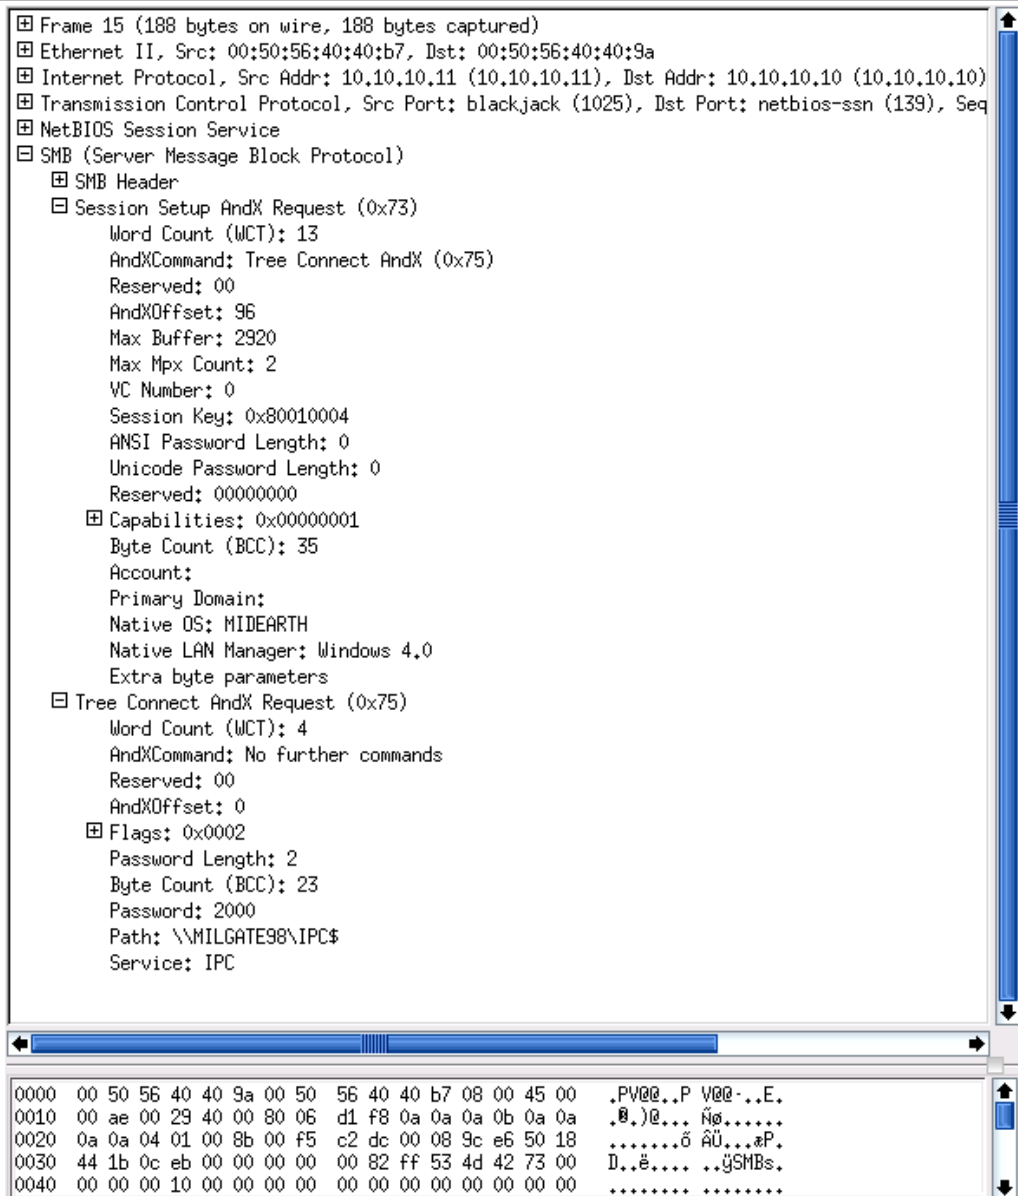 Frame 15 (188 bytes on wire, 188 bytes captured)
Ethernet II, Src: 00:50:56:40:40:b7, Dst: 00:50:56:40:40:9a
Internet Protocol, Src Addr: 10.10.10.11 (10.10.10.11), Dst Addr: 10.10.10.10 (10.10.10.10)
Transmission Control Protocol, Src Port: blackjack (1025), Dst Port: netbios-ssn (139), Seq
NetBIOS Session Service
SMB (Server Message Block Protocol)
SMB Header
Session Setup AndX Request (0x73)
Word Count (WCT): 13
AndXCommand: Tree Connect AndX (0x75)
Reserved: 00
AndXOffset: 96
Max Buffer: 2920
Max Mpx Count: 2
VC Number: 0
Session Key: 0x80010004
ANSI Password Length: 0
Unicode Password Length: 0
Reserved: 00000000
Capabilities: 0x00000001
Byte Count (BCC): 35
Account:
Primary Domain:
Native OS: MIDEARTH
Native LAN Manager: Windows 4.0
Extra byte parameters
Tree Connect AndX Request (0x75)
Word Count (WCT): 4
AndXCommand: No further commands
Reserved: 00
AndXOffset: 0
Flags: 0x0002
Password Length: 2
Byte Count (BCC): 23
Password: 2000
Path: \\MILGATE98\IPC$
Service: IPC
0000 00 50 56 40 40 9a 00 50 56 40 40 b7 08 00 45 00 .PV@@..P V@@·..E.
0010 00 ae 00 29 40 00 80 06 d1 f8 0a 0a 0a 0b 0a 0a .®.)@... Ñø......
0020 0a 0a 04 01 00 8b 00 f5 c2 dc 00 08 9c e6 50 18 .......õ ÂÜ...æP.
0030 44 1b 0c eb 00 00 00 00 00 82 ff 53 4d 42 73 00 D..ë.... ..ÿSMBs.
0040 00 00 00 10 00 00 00 00 00 00 00 00 00 00 00 00 ........ ........